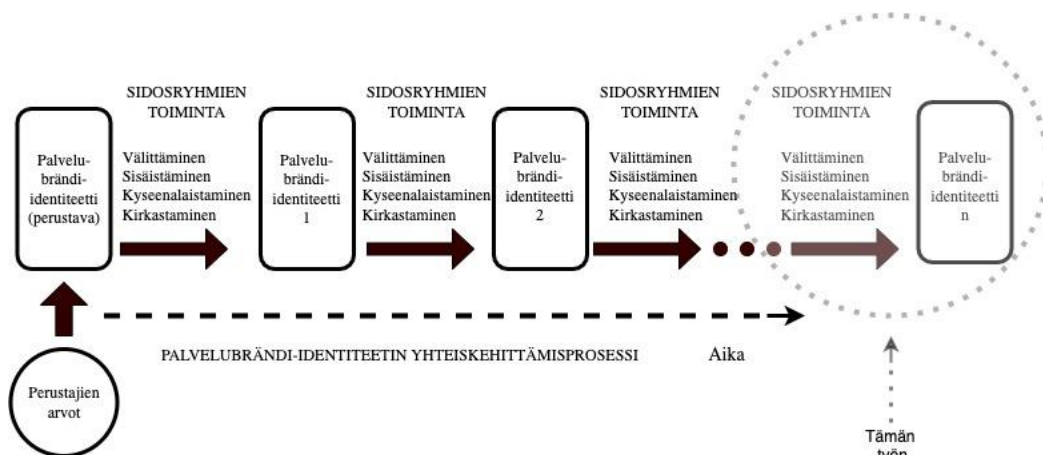 SIDOSRYHMIEN
TOIMINTA
SIDOSRYHMIEN
TOIMINTA
SIDOSRYHMIEN
TOIMINTA
SIDOSRYHMIEN
TOIMINTA
Palvelu-
brändi-
identiteetti
(perustava)
Välittäminen
Sisäistäminen
Kyseenalaistaminen
Kirkastaminen
Palvelu-
brändi-
identiteetti
1
Välittäminen
Sisäistäminen
Kyseenalaistaminen
Kirkastaminen
Palvelu-
brändi-
identiteetti
2
Välittäminen
Sisäistäminen
Kyseenalaistaminen
Kirkastaminen
Välittäminen
Sisäistäminen
Kyseenalaistaminen
Kirkastaminen
Palvelu-
brändi-
identiteetti
n
PALVELUBRÄNDI-IDENTITEETIN YHTEISKEHITTÄMISPROSESSI
Aika
Perustajien
arvot
Tämän
työn